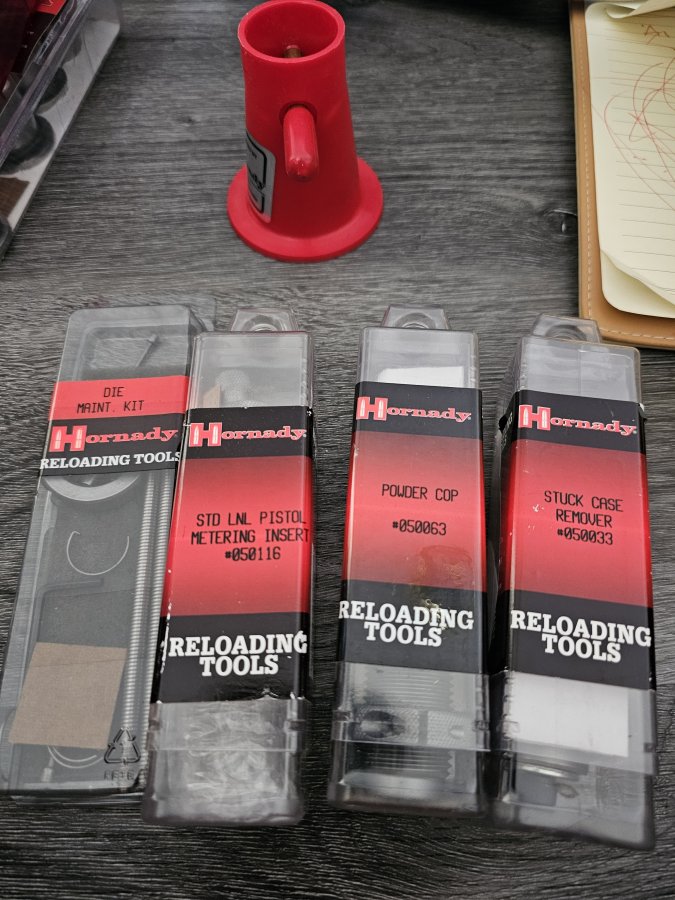 DIE
MAINT. KIT
Hornady
RELOADING TOOLS
Hornady
STD LNL PISTOL
METERING INSERT
#050116
RELOADING
TOOLS
Hornady
POWDER COP
#050063
RELOADING
TOOLS
Hornady
STUCK CASE
REMOVER
#050033
RELOADING
TOOLS